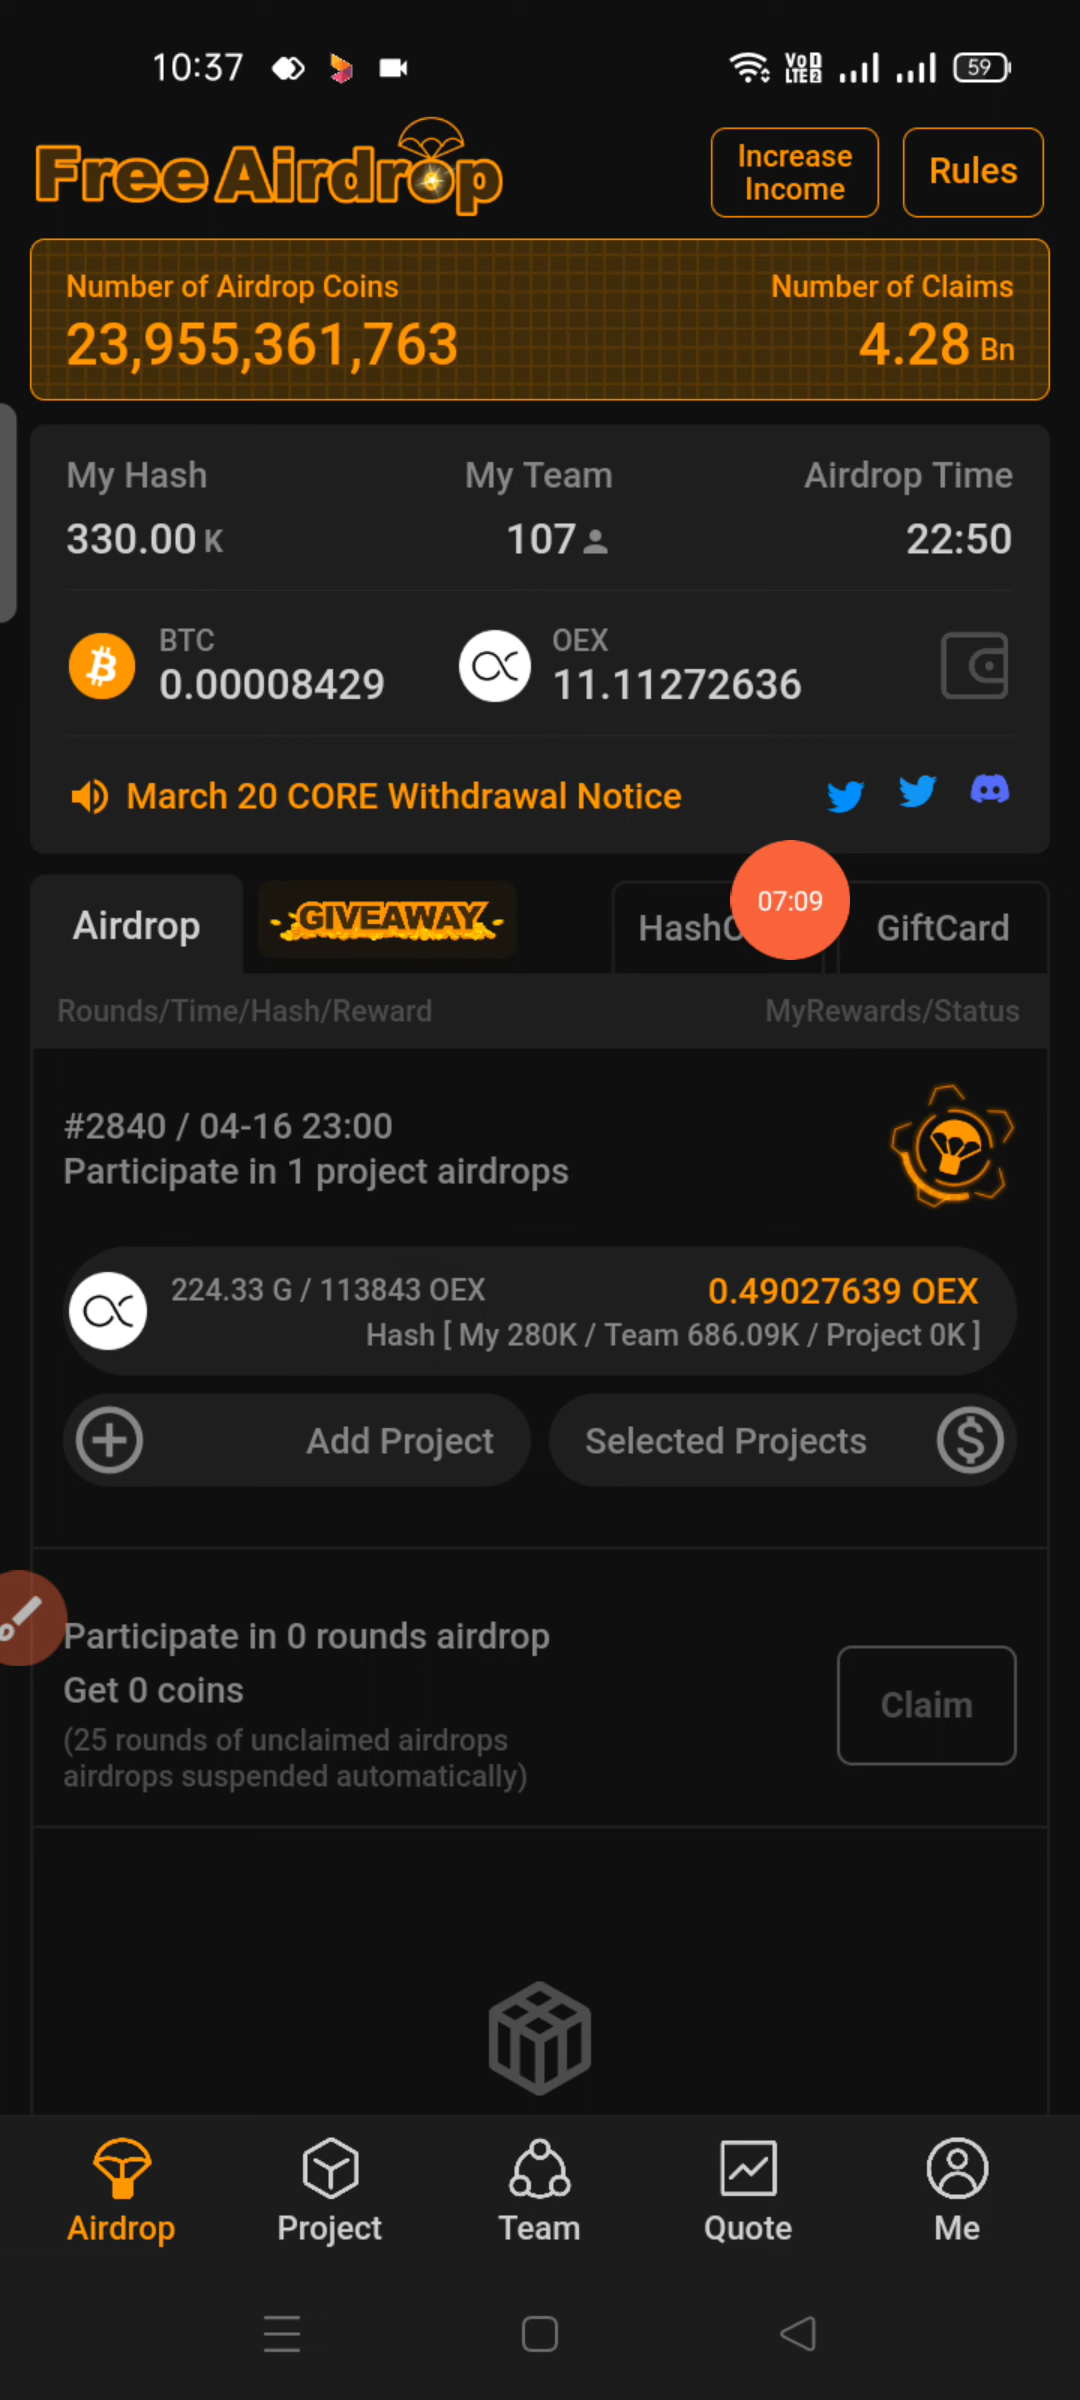 10:37
VoD LTE2
59
Free Airdrop
Increase
Income
Rules
Number of Airdrop Coins
Number of Claims
23,955,361,763
4.28 Bn
My Hash
My Team
Airdrop Time
330.00 K
107
22:50
BTC
0.00008429
OEX
11.11272636
March 20 CORE Withdrawal Notice
Airdrop
GIVEAWAY
HashC
07:09
GiftCard
Rounds/Time/Hash/Reward
MyRewards/Status
#2840 / 04-16 23:00
Participate in 1 project airdrops
224.33 G / 113843 OEX
0.49027639 OEX
Hash [ My 280K / Team 686.09K / Project 0K ]
Add Project
Selected Projects
Participate in 0 rounds airdrop
Get 0 coins
(25 rounds of unclaimed airdrops
airdrops suspended automatically)
Claim
Airdrop
Project
Team
Quote
Me